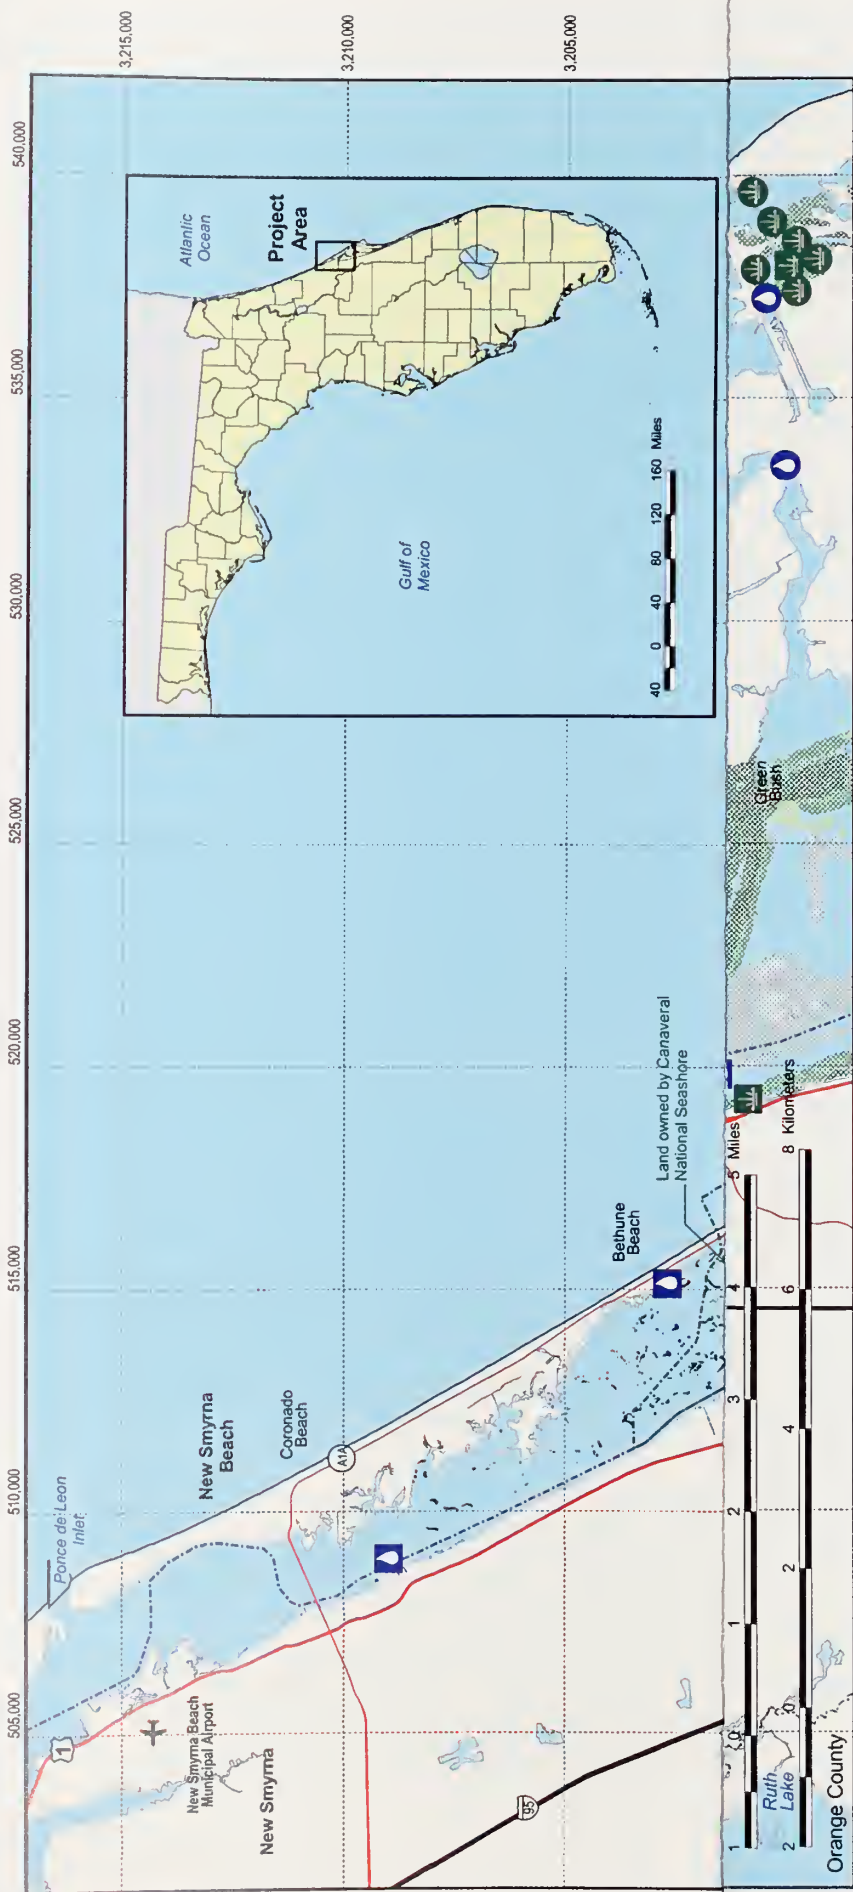 505,000
510,000
515,000
520,000
525,000
530,000
535,000
540,000
3,215,000
3,210,000
3,205,000
Ponce de Leon
Inlet
1
New Smyrna Beach
Municipal Airport
New Smyrna
New Smyrna
Beach
Coronado
Beach
A1A
95
Bethune
Beach
Land owned by Canaveral
National Seashore
Atlantic
Ocean
Project
Area
Gulf of
Mexico
40 0 40 80 120 160 Miles
Green
Bush
1 0 1 2 3 4 5 Miles
2 0 2 4 6 8 Kilometers
Ruth
Lake
Orange County